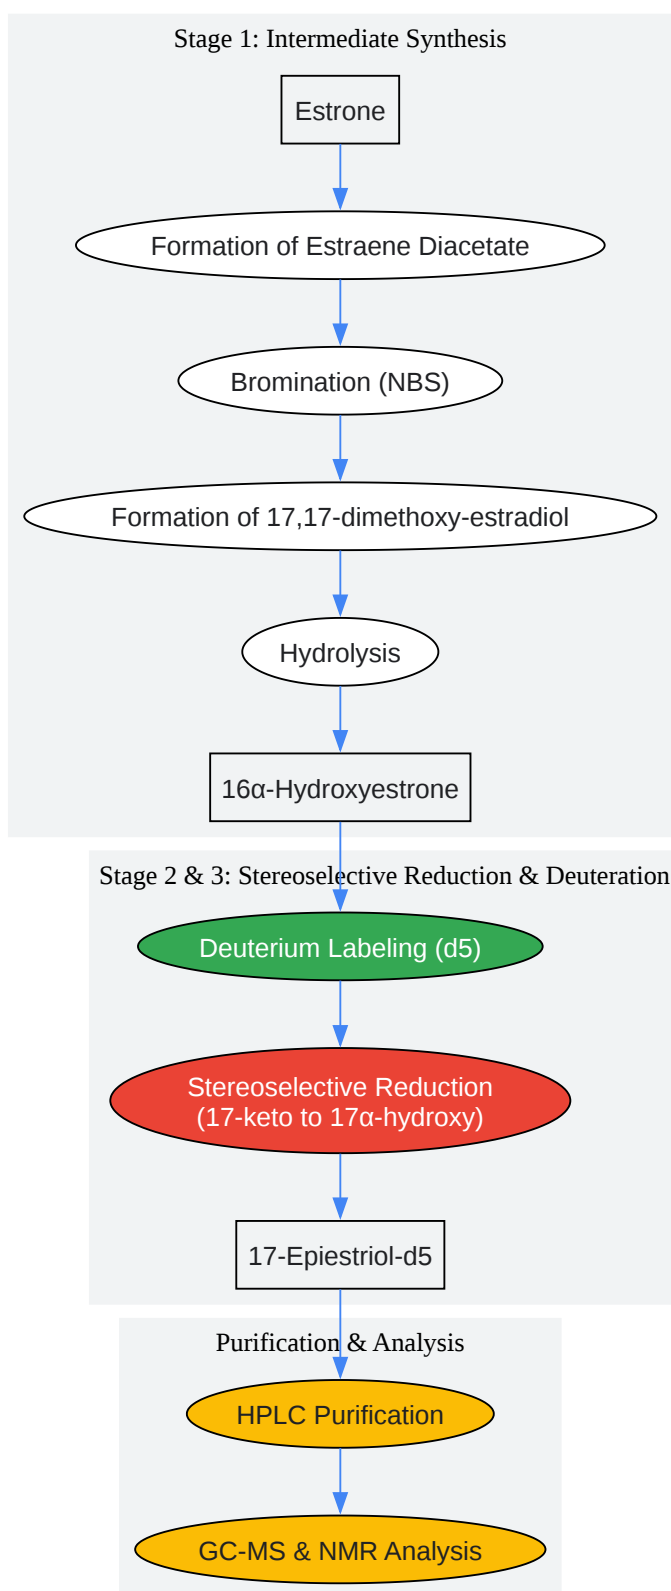 Stage 1: Intermediate Synthesis
Estrone
Formation of Estraene Diacetate
Bromination (NBS)
Formation of 17,17-dimethoxy-estradiol
Hydrolysis
16α-Hydroxyestrone
Stage 2 & 3: Stereoselective Reduction & Deuteration
Deuterium Labeling (d5)
Stereoselective Reduction
(17-keto to 17α-hydroxy)
17-Epiestriol-d5
Purification & Analysis
HPLC Purification
GC-MS & NMR Analysis